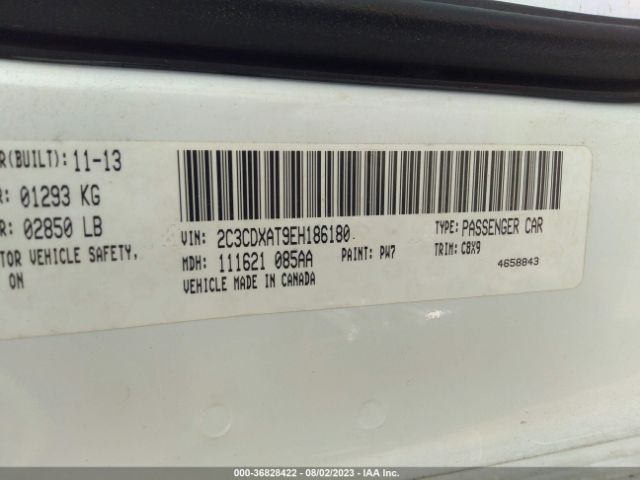 R(BUILT): 11-13
R: 01293 KG
R: 02850 LB
TOR VEHICLE SAFETY,
ON
VIN: 2C3CDXAT9EH186180
TYPE: PASSENGER CAR
MDH: 111621 085AA
PAINT: PW7
TRIM: C8X9
VEHICLE MADE IN CANADA
4658843
000-36828422 - 08/02/2023 - IAA Inc.